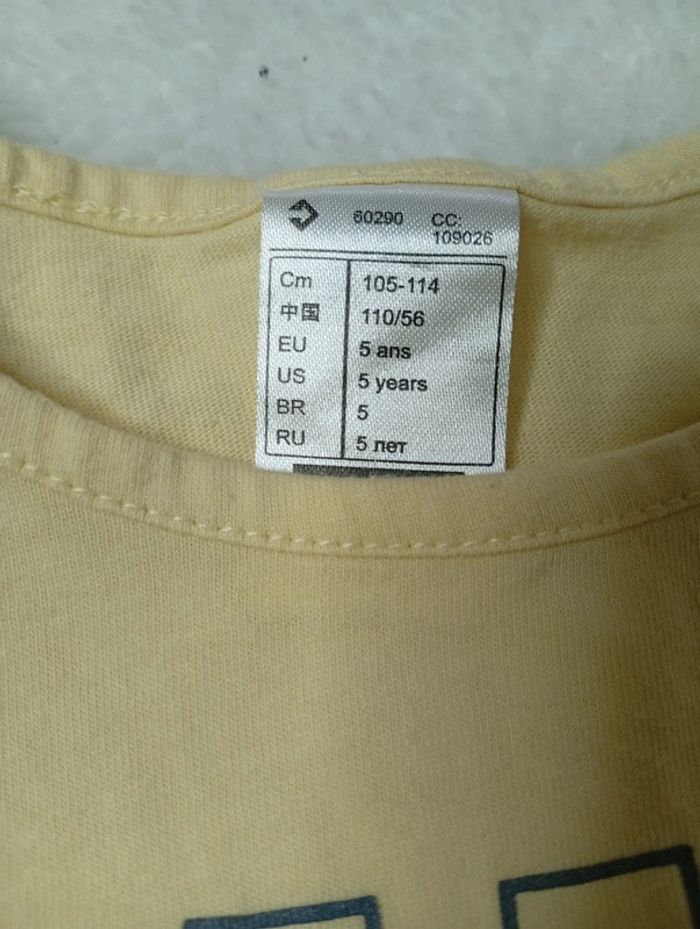 60290 CC:
109026
Cm 105-114
中国 110/56
EU 5 ans
US 5 years
BR 5
RU 5 лет